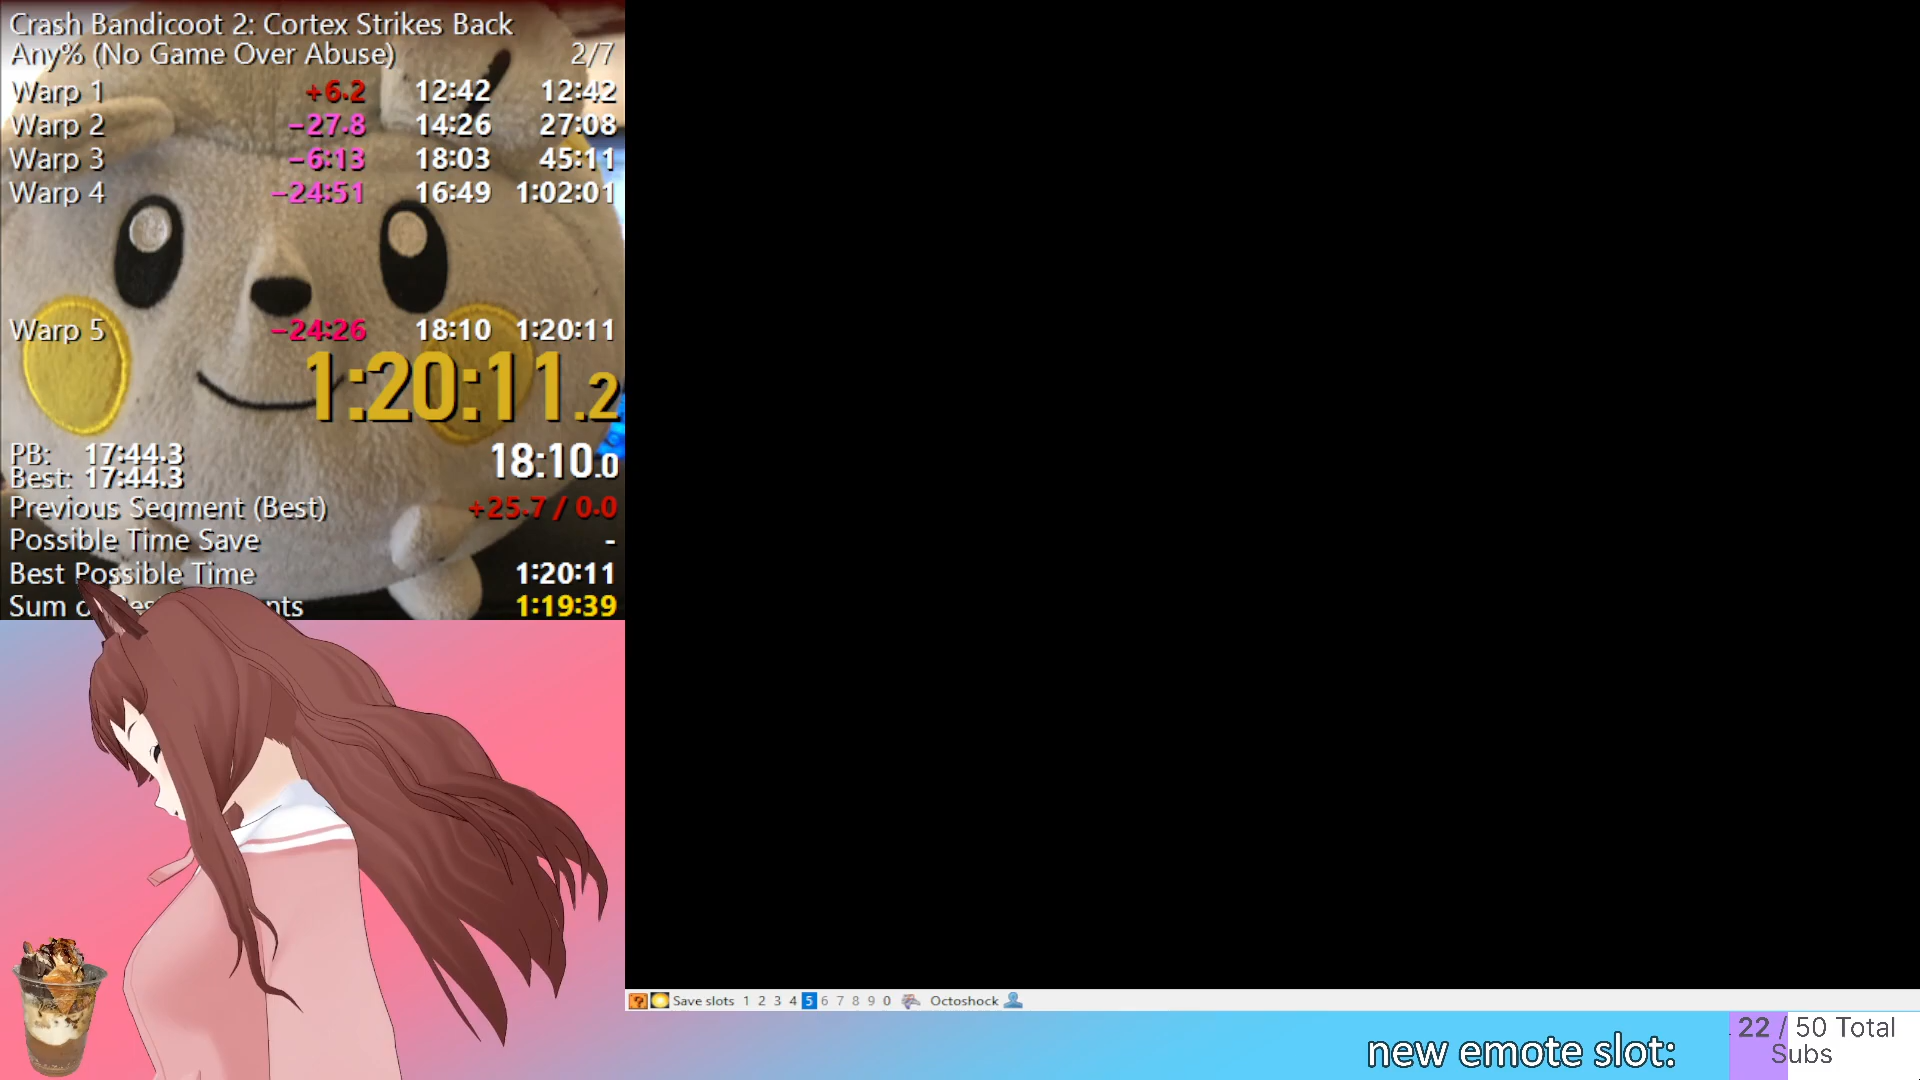 Crash Bandicoot 2: Cortex Strikes Back
Any% (No Game Over Abuse) 2/7
Warp 1 +6.2 12:42 12:42
Warp 2 −27.8 14:26 27:08
Warp 3 −6:13 18:03 45:11
Warp 4 −24:51 16:49 1:02:01
Warp 5 −24:26 18:10 1:20:11
1:20:11.2
PB: 17:44.3 18:10.0
Best: 17:44.3
Previous Segment (Best) +25.7 / 0.0
Possible Time Save -
Best Possible Time 1:20:11
Sum 1:19:39
Save slots 1 2 3 4 5 6 7 8 9 0 Octoshock
new emote slot:
22 / 50 Total
Subs